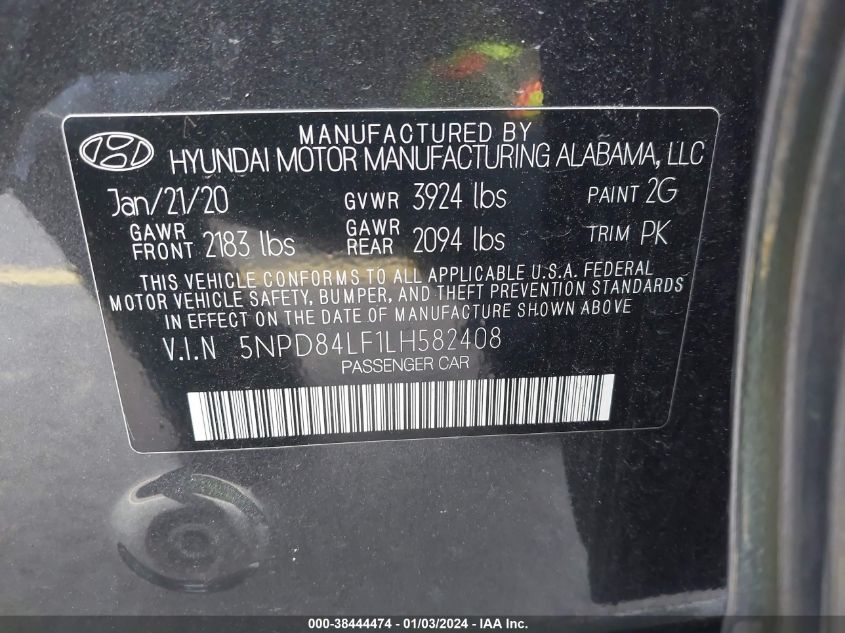 MANUFACTURED BY
HYUNDAI MOTOR MANUFACTURING ALABAMA, LLC
Jan/21/20 GVWR 3924 lbs PAINT 2G
GAWR FRONT 2183 lbs GAWR REAR 2094 lbs TRIM PK
THIS VEHICLE CONFORMS TO ALL APPLICABLE U.S.A. FEDERAL
MOTOR VEHICLE SAFETY, BUMPER, AND THEFT PREVENTION STANDARDS
IN EFFECT ON THE DATE OF MANUFACTURE SHOWN ABOVE
V.I.N 5NPD84LF1LH582408
PASSENGER CAR
000-38444474 - 01/03/2024 - IAA Inc.